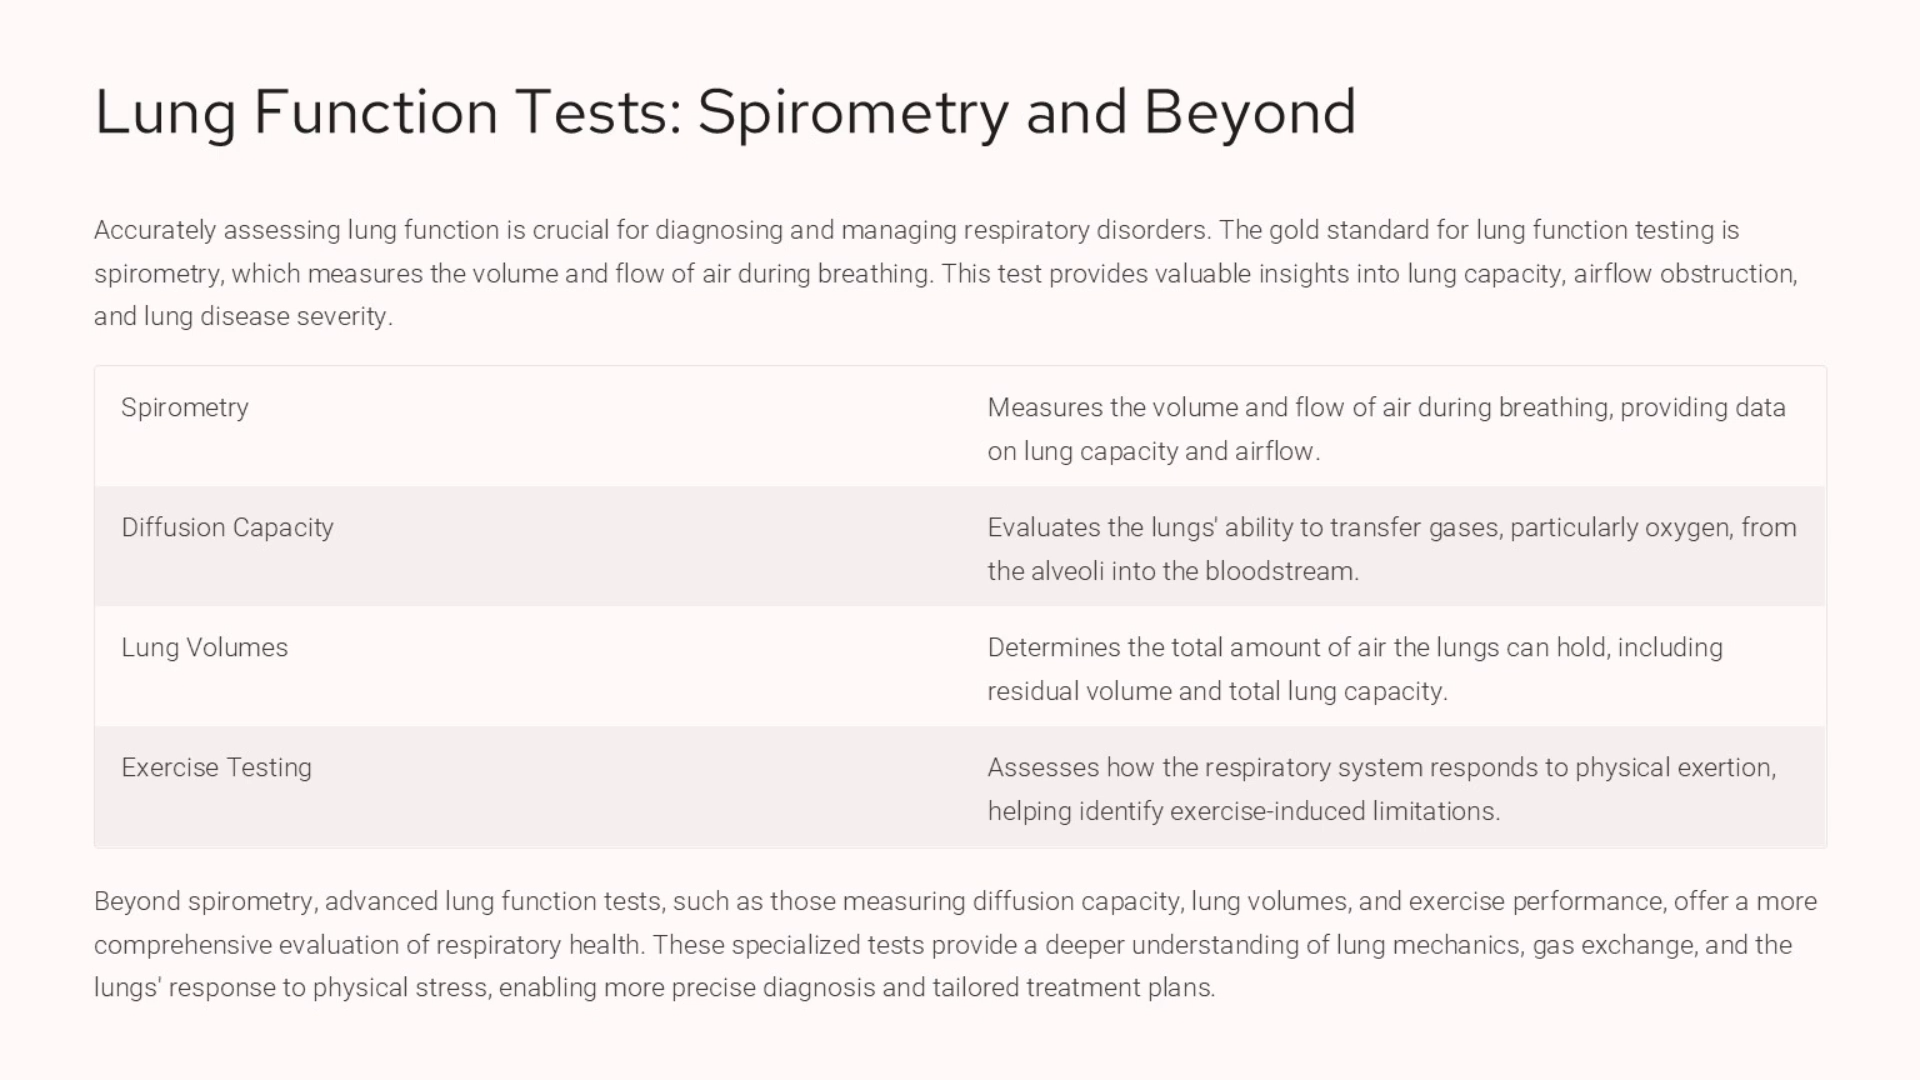 Lung Function Tests: Spirometry and Beyond
Accurately assessing lung function is crucial for diagnosing and managing respiratory disorders. The gold standard for lung function testing is
spirometry, which measures the volume and flow of air during breathing. This test provides valuable insights into lung capacity, airflow obstruction,
and lung disease severity.
Spirometry
Measures the volume and flow of air during breathing, providing data
on lung capacity and airflow.
Diffusion Capacity
Evaluates the lungs' ability to transfer gases, particularly oxygen, from
the alveoli into the bloodstream.
Lung Volumes
Determines the total amount of air the lungs can hold, including
residual volume and total lung capacity.
Exercise Testing
Assesses how the respiratory system responds to physical exertion,
helping identify exercise-induced limitations.
Beyond spirometry, advanced lung function tests, such as those measuring diffusion capacity, lung volumes, and exercise performance, offer a more
comprehensive evaluation of respiratory health. These specialized tests provide a deeper understanding of lung mechanics, gas exchange, and the
lungs' response to physical stress, enabling more precise diagnosis and tailored treatment plans.